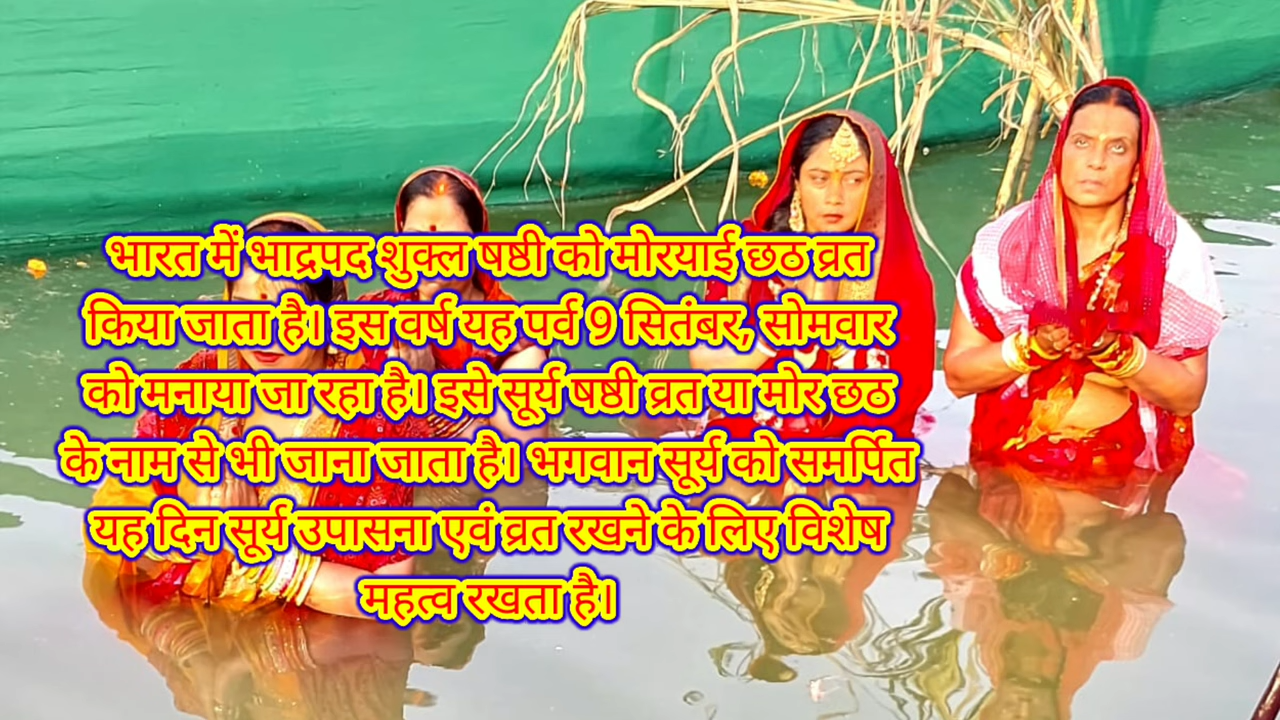 भारत में भाद्रपद शुक्ल षष्ठी को मोरयाई छठ व्रत
किया जाता है। इस वर्ष यह पर्व 9 सितंबर, सोमवार
को मनाया जा रहा है। इसे सूर्य षष्ठी व्रत या मोर छठ
के नाम से भी जाना जाता है। भगवान सूर्य को समर्पित
यह दिन सूर्य उपासना एवं व्रत रखने के लिए विशेष
महत्व रखता है।